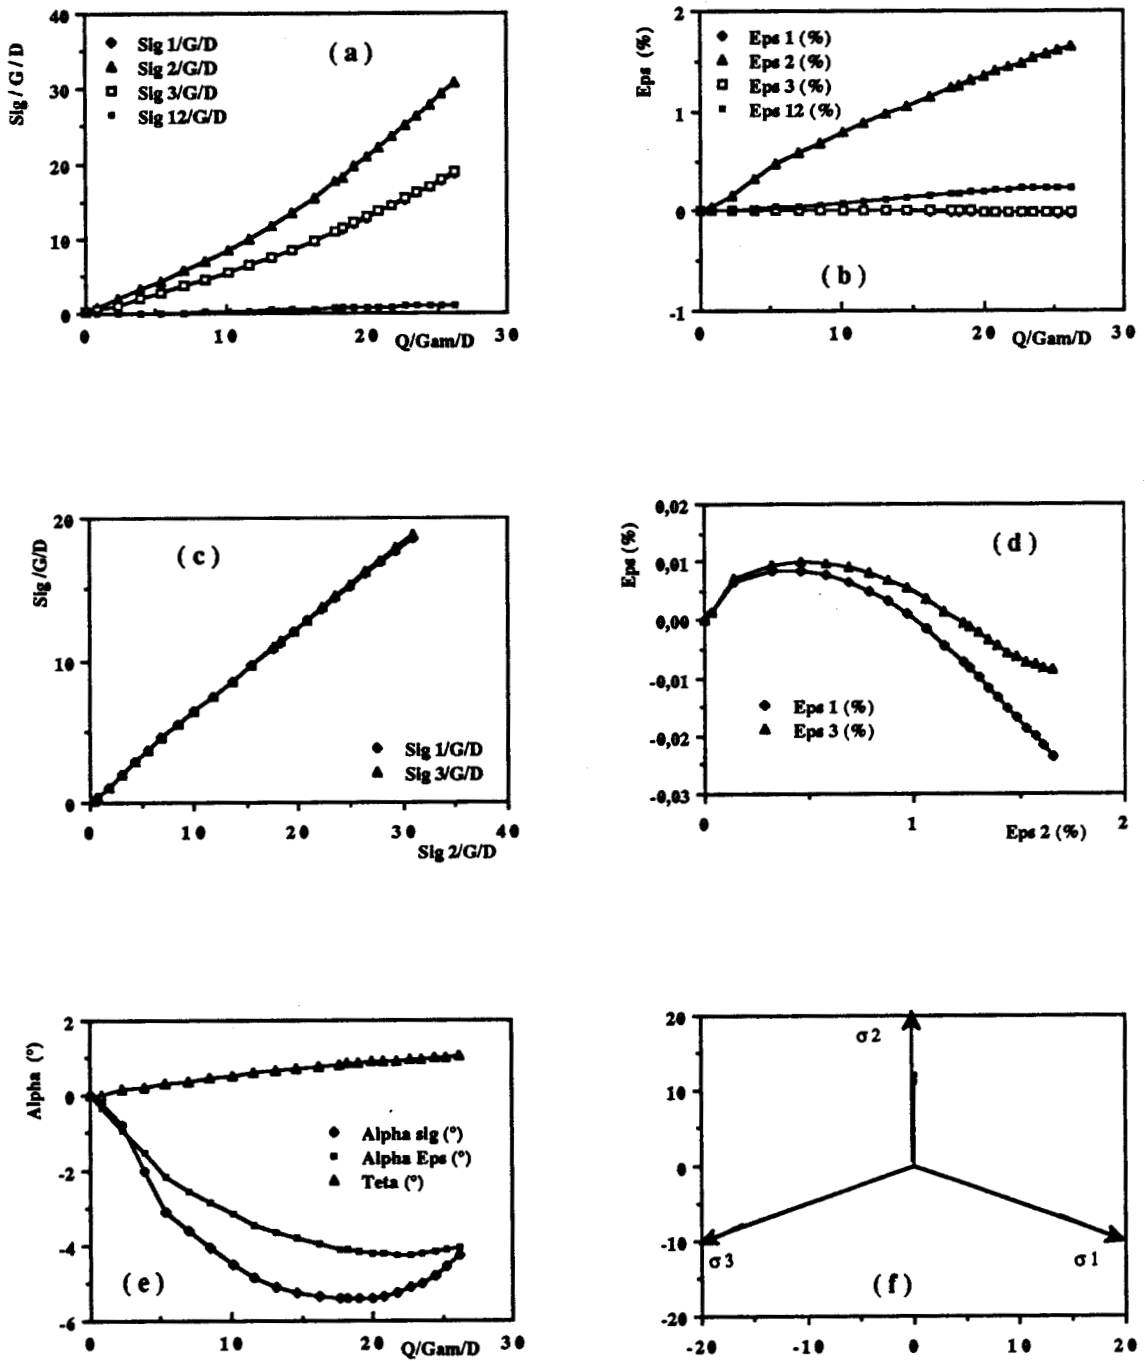 Sig / G / D
40
30
20
10
0
Sig 1/G/D
Sig 2/G/D
Sig 3/G/D
Sig 12/G/D
( a )
0 10 20 30
Q/Gam/D
Eps (%)
2
1
0
-1
Eps 1 (%)
Eps 2 (%)
Eps 3 (%)
Eps 12 (%)
( b )
0 10 20 30
Q/Gam/D
Sig /G/D
20
10
0
( c )
Sig 1/G/D
Sig 3/G/D
0 10 20 30 40
Sig 2/G/D
Eps (%)
0,02
0,01
0,00
-0,01
-0,02
-0,03
( d )
Eps 1 (%)
Eps 3 (%)
0 1 2
Eps 2 (%)
Alpha (°)
2
0
-2
-4
-6
Alpha sig (°)
Alpha Eps (°)
Teta (°)
( e )
0 10 20 30
Q/Gam/D
20
10
0
-10
-20
σ2
σ3
σ1
( f )
-20 -10 0 10 20